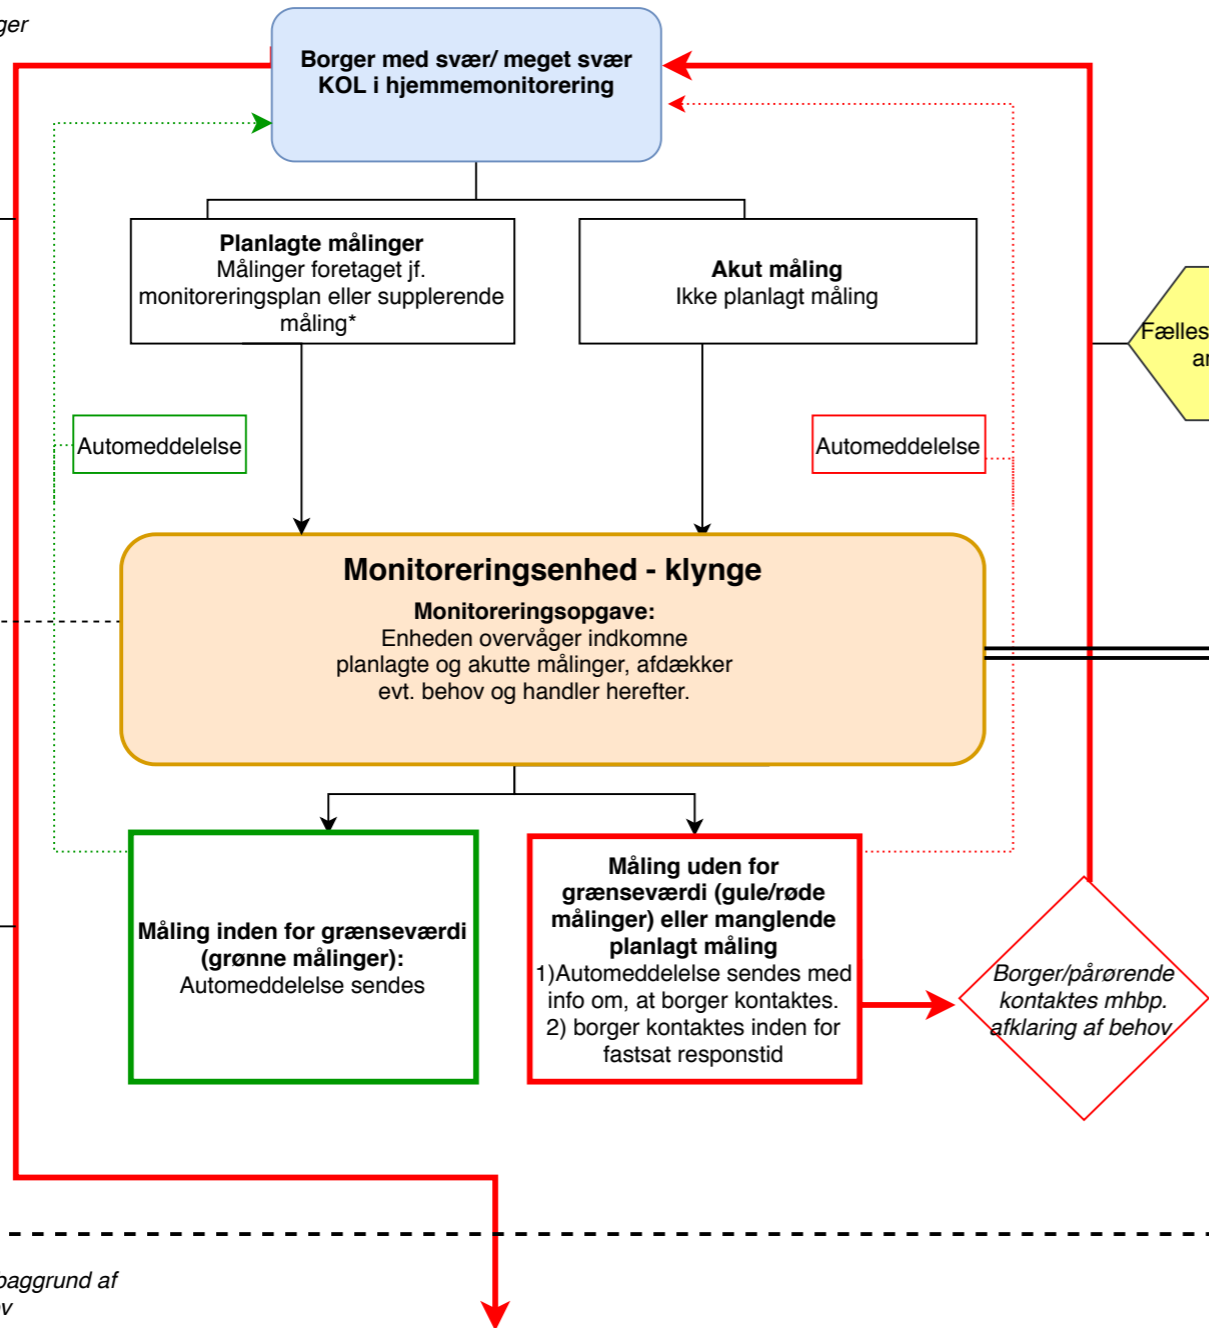 ger
Borger med svær/ meget svær
KOL i hjemmemonitorering
Planlagte målinger
Målinger foretaget jf.
monitoreringsplan eller supplerende
måling*
Akut måling
Ikke planlagt måling
Fælles
ar
Automeddelelse
Automeddelelse
Monitoreringsenhed - klynge
Monitoreringsopgave:
Enheden overvåger indkomne
planlagte og akutte målinger, afdækker
evt. behov og handler herefter.
Måling inden for grænseværdi
(grønne målinger):
Automeddelelse sendes
Måling uden for
grænseværdi (gule/røde
målinger) eller manglende
planlagt måling
1)Automeddelelse sendes med
info om, at borger kontaktes.
2) borger kontaktes inden for
fastsat responstid
Borger/pårørende
kontaktes mhbp.
afklaring af behov
baggrund af
ov